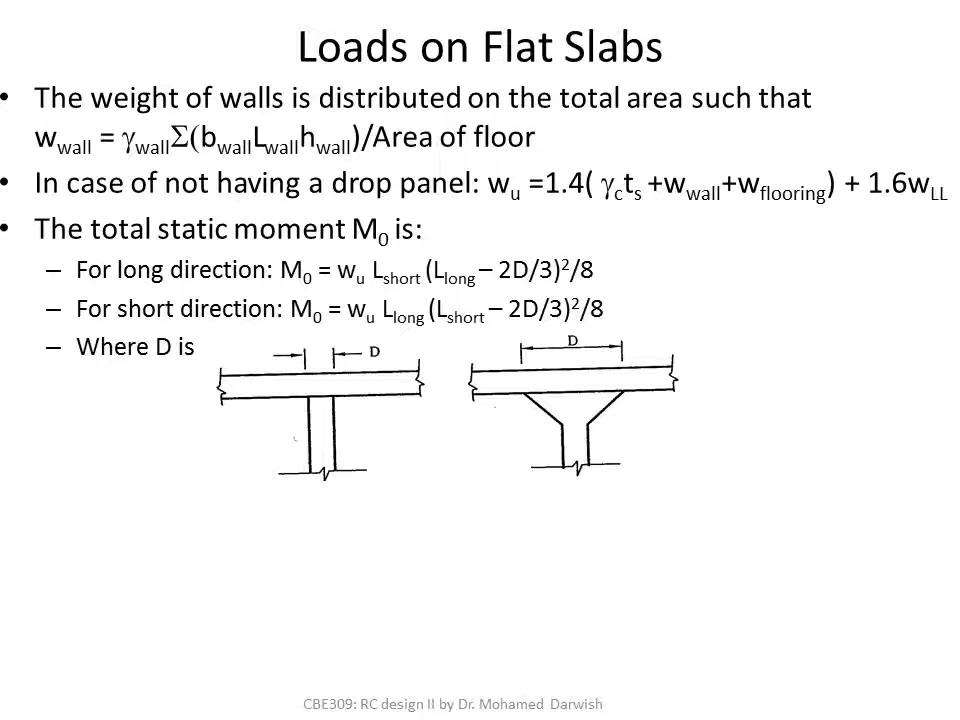 Loads on Flat Slabs
• The weight of walls is distributed on the total area such that
w_wall = γ_wall Σ(b_wall L_wall h_wall)/Area of floor
• In case of not having a drop panel: w_u =1.4( γ_c t_s +w_wall+w_flooring) + 1.6w_LL
• The total static moment M_0 is:
– For long direction: M_0 = w_u L_short (L_long – 2D/3)²/8
– For short direction: M_0 = w_u L_long (L_short – 2D/3)²/8
– Where D is
D
D
CBE309: RC design II by Dr. Mohamed Darwish